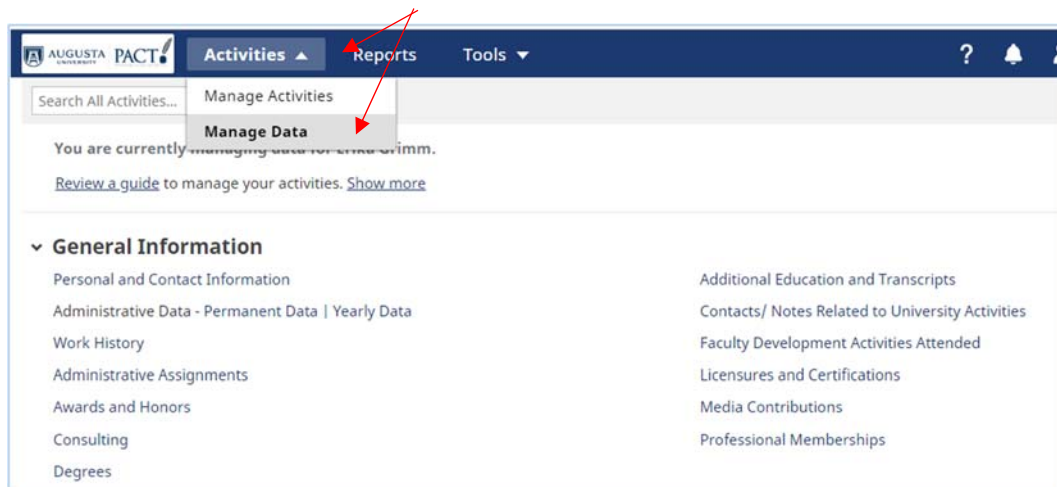 AUGUSTA UNIVERSITY PACT! Activities Reports Tools ?
Search All Activities... Manage Activities
Manage Data
You are currently managing data for Erika Grimm.
Review a guide to manage your activities. Show more
General Information
Personal and Contact Information
Administrative Data - Permanent Data | Yearly Data
Work History
Administrative Assignments
Awards and Honors
Consulting
Degrees
Additional Education and Transcripts
Contacts/ Notes Related to University Activities
Faculty Development Activities Attended
Licensures and Certifications
Media Contributions
Professional Memberships